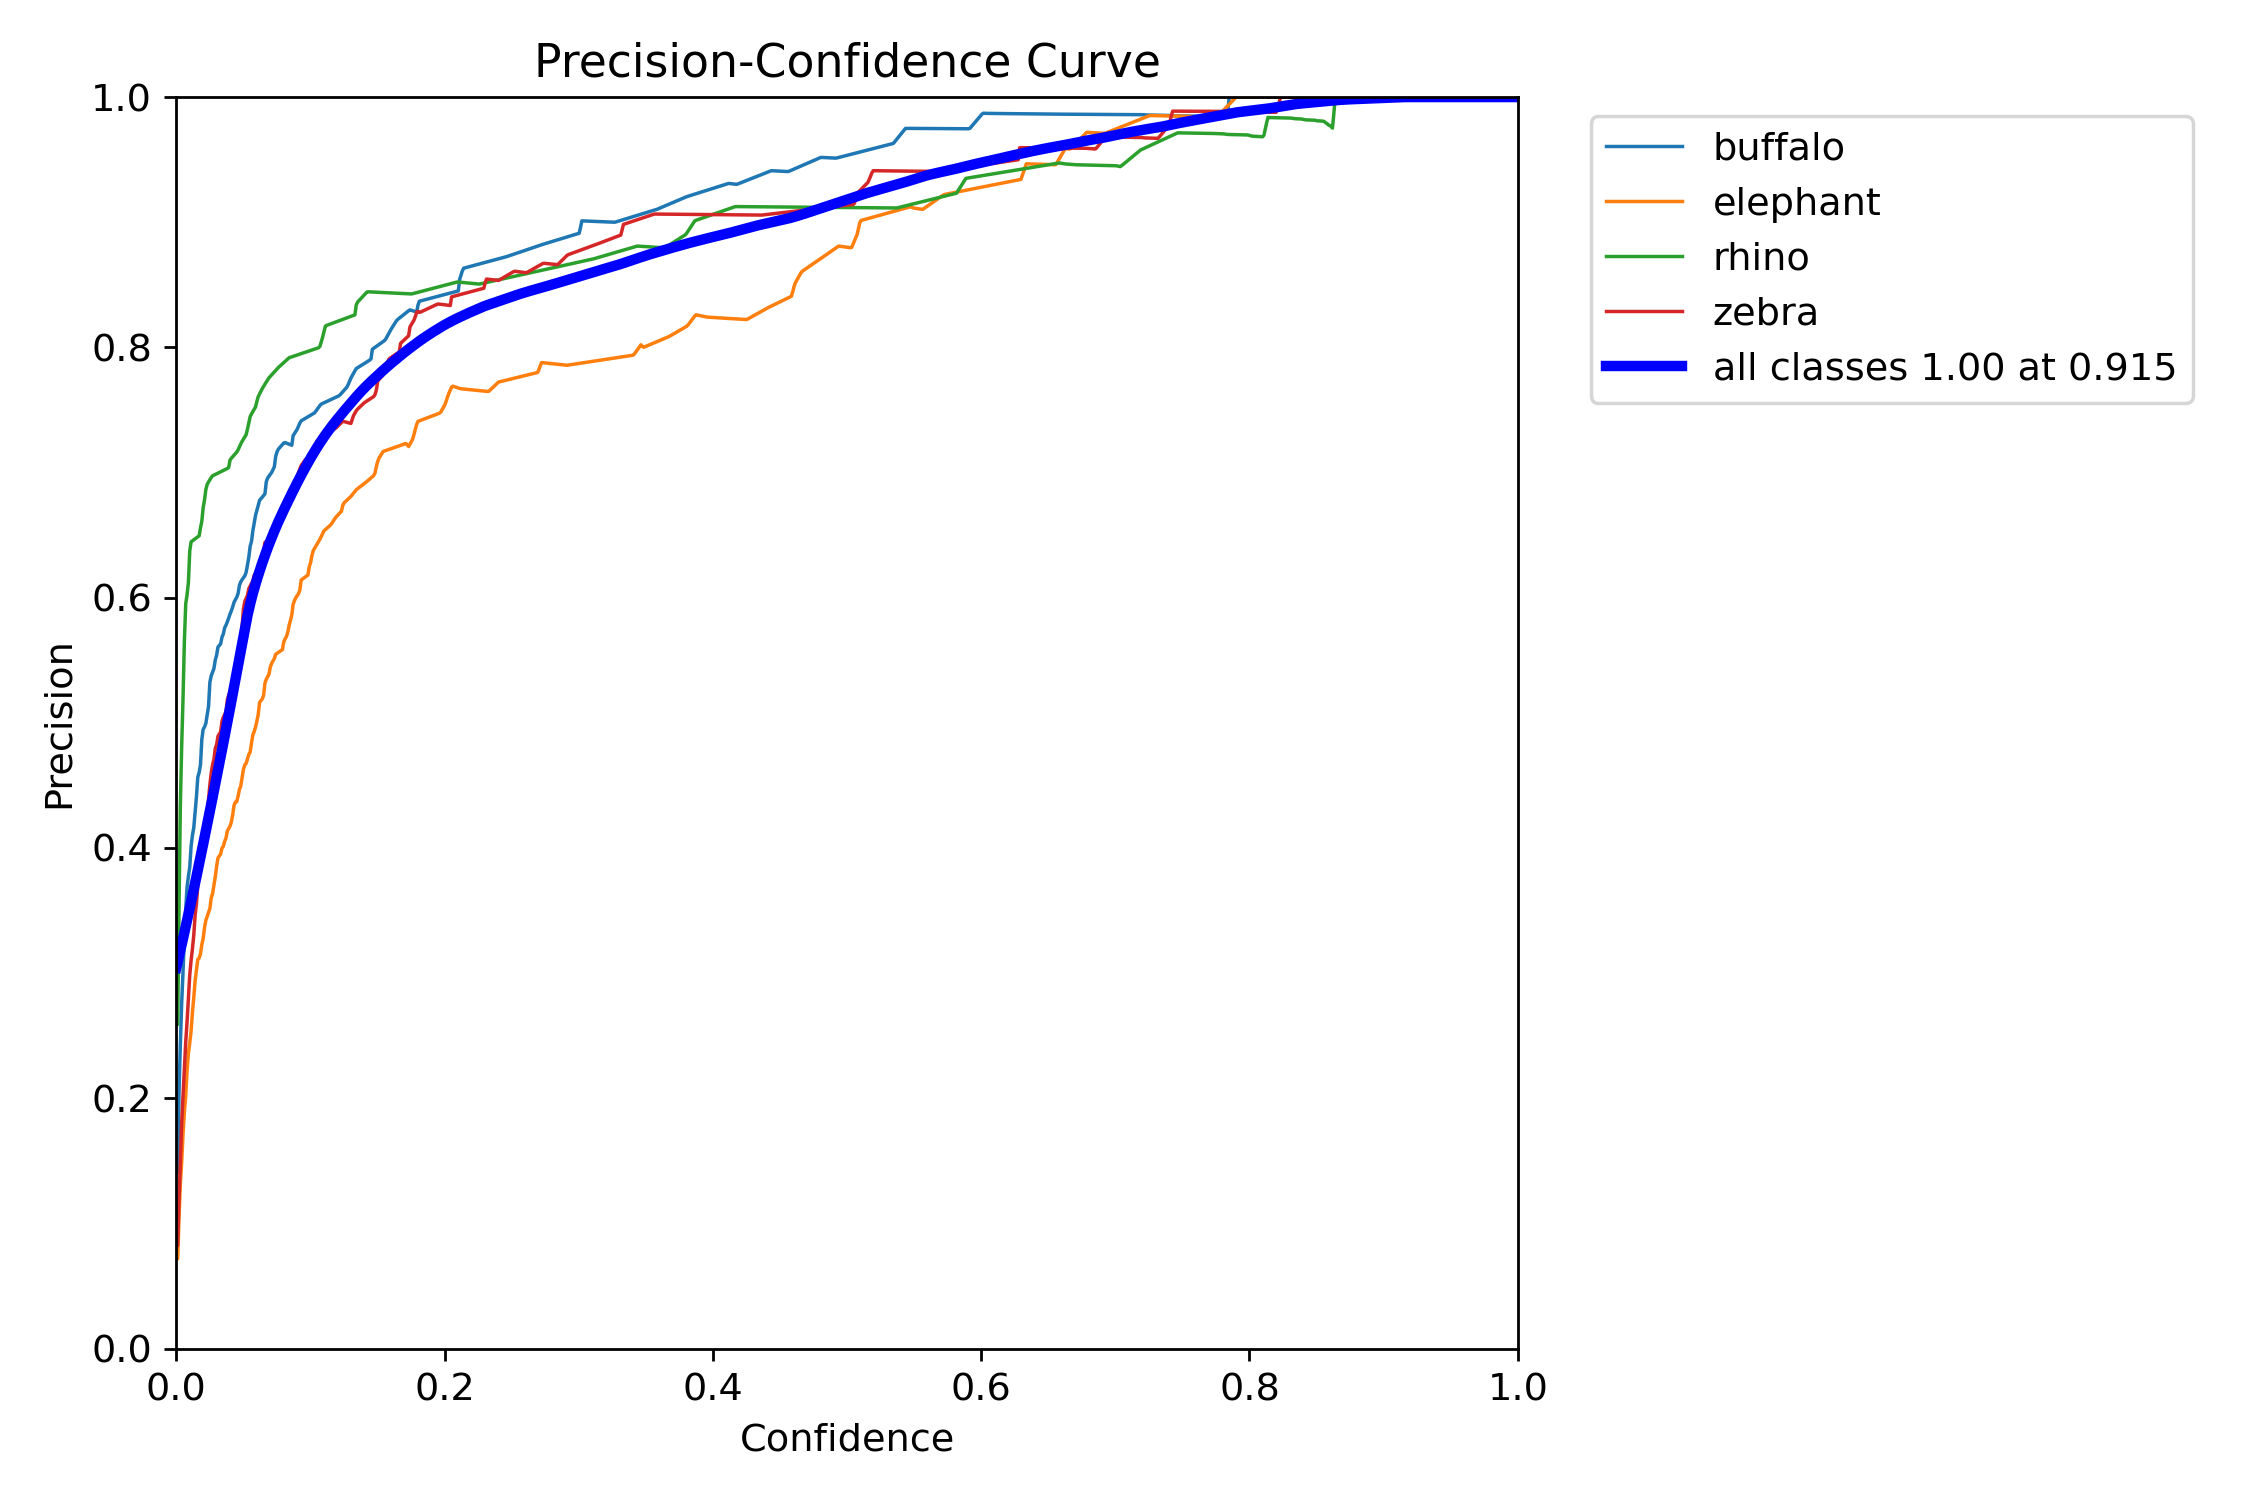 Precision-Confidence Curve
1.0
0.8
0.6
0.4
0.2
0.0
Precision
0.0 0.2 0.4 0.6 0.8 1.0
Confidence
buffalo
elephant
rhino
zebra
all classes 1.00 at 0.915